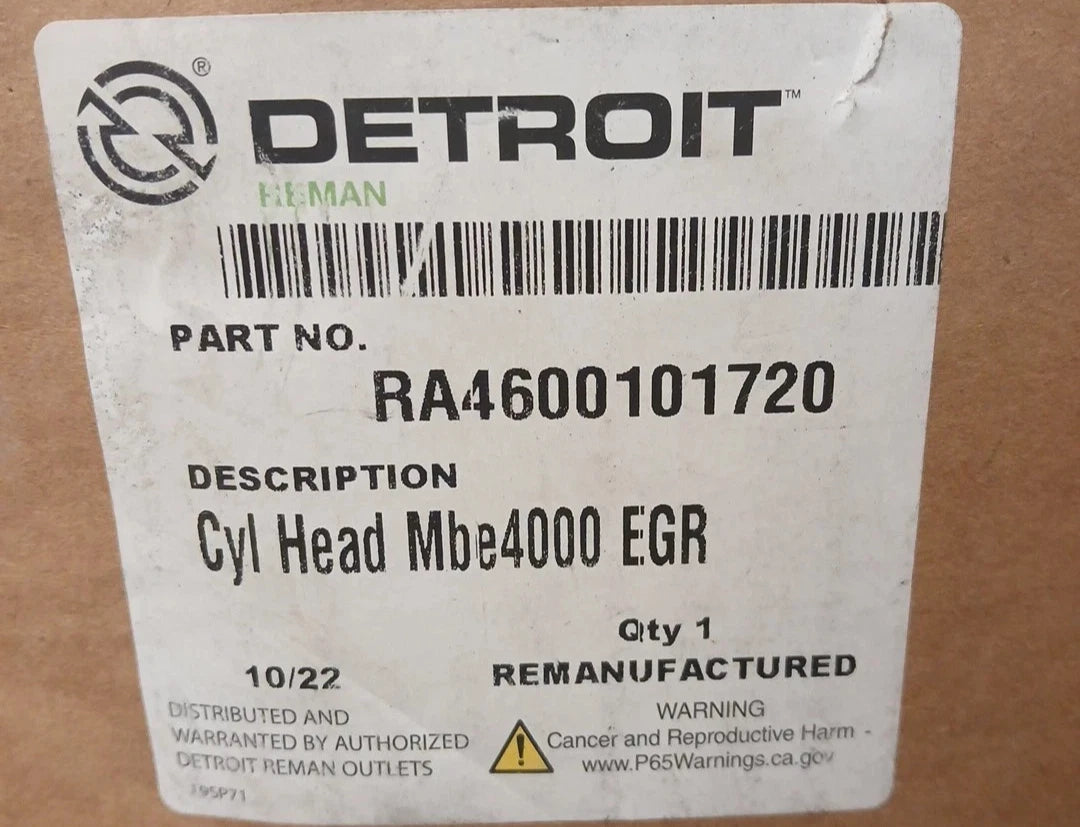 DETROIT™
REMAN
PART NO.
RA4600101720
DESCRIPTION
Cyl Head Mbe4000 EGR
Qty 1
10/22
REMANUFACTURED
DISTRIBUTED AND
WARRANTED BY AUTHORIZED
DETROIT REMAN OUTLETS
WARNING
Cancer and Reproductive Harm -
www.P65Warnings.ca.gov